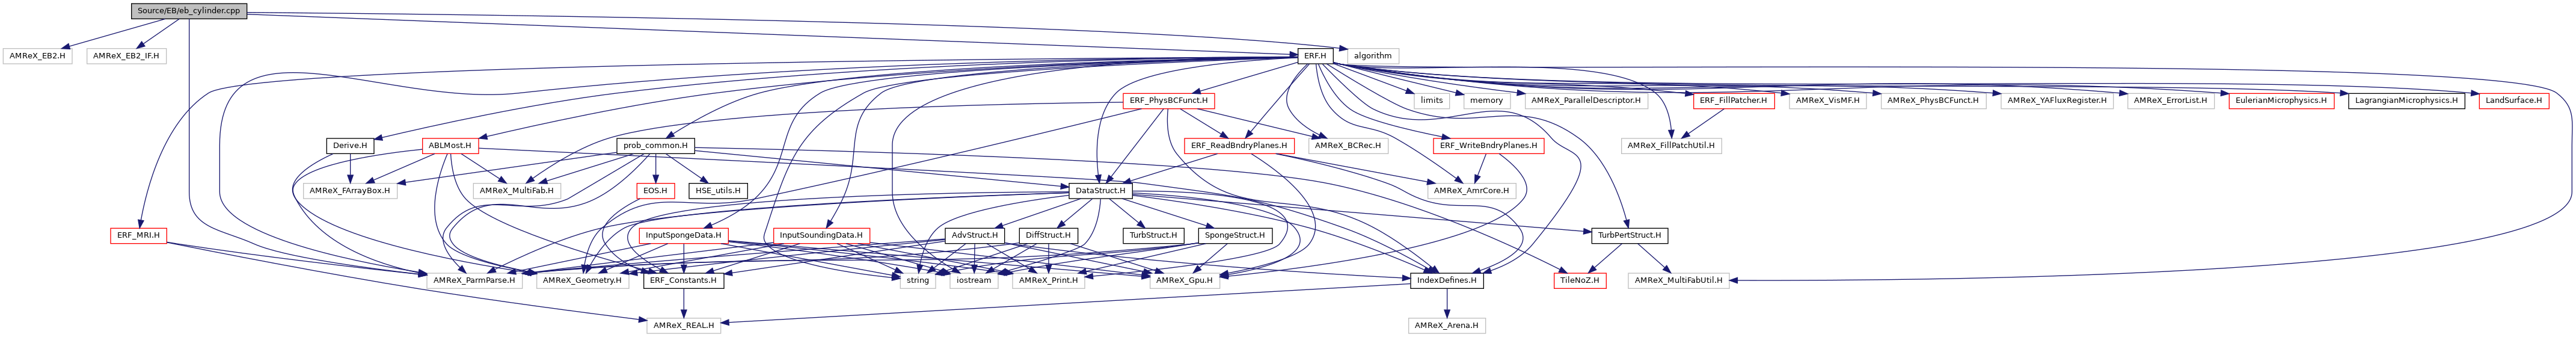 Source/EB/eb_cylinder.cpp
AMReX_EB2.H
AMReX_EB2_IF.H
ERF.H
algorithm
ERF_PhysBCFunct.H
limits
memory
AMReX_ParallelDescriptor.H
ERF_FillPatcher.H
AMReX_VisMF.H
AMReX_PhysBCFunct.H
AMReX_YAFluxRegister.H
AMReX_ErrorList.H
EulerianMicrophysics.H
LagrangianMicrophysics.H
LandSurface.H
Derive.H
ABLMost.H
prob_common.H
ERF_ReadBndryPlanes.H
AMReX_BCRec.H
ERF_WriteBndryPlanes.H
AMReX_FillPatchUtil.H
AMReX_FArrayBox.H
AMReX_MultiFab.H
EOS.H
HSE_utils.H
DataStruct.H
AMReX_AmrCore.H
ERF_MRI.H
InputSpongeData.H
InputSoundingData.H
AdvStruct.H
DiffStruct.H
TurbStruct.H
SpongeStruct.H
TurbPertStruct.H
AMReX_ParmParse.H
AMReX_Geometry.H
ERF_Constants.H
string
iostream
AMReX_Print.H
AMReX_Gpu.H
IndexDefines.H
TileNoZ.H
AMReX_MultiFabUtil.H
AMReX_REAL.H
AMReX_Arena.H